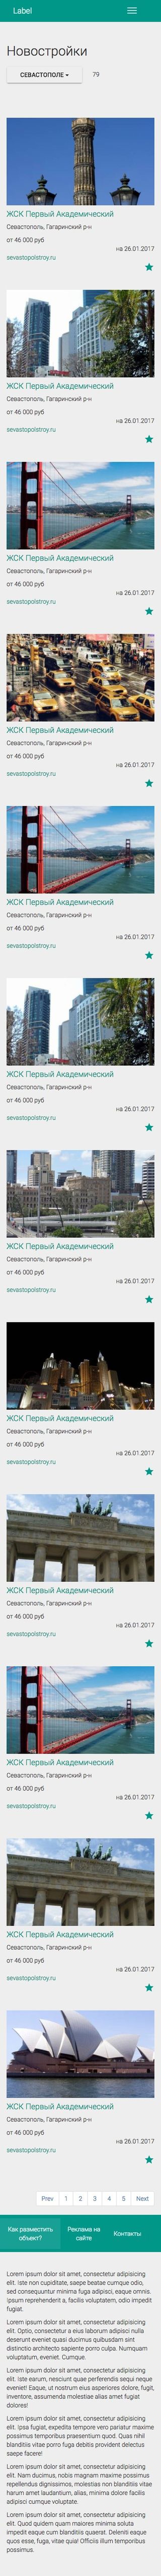 Label
Новостройки
СЕВАСТОПОЛЕ
79
ЖСК Первый Академический
Севастополь, Гагаринский р-н
от 46 000 руб
на 26.01.2017
sevastopolstroy.ru
ЖСК Первый Академический
Севастополь, Гагаринский р-н
от 46 000 руб
на 26.01.2017
sevastopolstroy.ru
ЖСК Первый Академический
Севастополь, Гагаринский р-н
от 46 000 руб
на 26.01.2017
sevastopolstroy.ru
ЖСК Первый Академический
Севастополь, Гагаринский р-н
от 46 000 руб
на 26.01.2017
sevastopolstroy.ru
ЖСК Первый Академический
Севастополь, Гагаринский р-н
от 46 000 руб
на 26.01.2017
sevastopolstroy.ru
ЖСК Первый Академический
Севастополь, Гагаринский р-н
от 46 000 руб
на 26.01.2017
sevastopolstroy.ru
ЖСК Первый Академический
Севастополь, Гагаринский р-н
от 46 000 руб
на 26.01.2017
sevastopolstroy.ru
ЖСК Первый Академический
Севастополь, Гагаринский р-н
от 46 000 руб
на 26.01.2017
sevastopolstroy.ru
ЖСК Первый Академический
Севастополь, Гагаринский р-н
от 46 000 руб
на 26.01.2017
sevastopolstroy.ru
ЖСК Первый Академический
Севастополь, Гагаринский р-н
от 46 000 руб
на 26.01.2017
sevastopolstroy.ru
ЖСК Первый Академический
Севастополь, Гагаринский р-н
от 46 000 руб
на 26.01.2017
sevastopolstroy.ru
ЖСК Первый Академический
Севастополь, Гагаринский р-н
от 46 000 руб
на 26.01.2017
sevastopolstroy.ru
Prev 1 2 3 4 5 Next
Как разместить
объект?
Реклама на
сайте
Контакты
Lorem ipsum dolor sit amet, consectetur adipisicing
elit. Iste non cupiditate, saepe beatae cumque odio,
sed consequuntur minima fuga adipisci, eaque omnis.
Ipsum reprehenderit a, facilis voluptatem, odio impedit
fugiat.
Lorem ipsum dolor sit amet, consectetur adipisicing
elit. Opto, consectetur a eius laborum adipisci nulla
deserunt eveniet quasi ducimus quibusdam sint
distinctio architecto sapiente porro culpa. Numquam
voluptatum, eveniet. Cumque.
Lorem ipsum dolor sit amet, consectetur adipisicing
elit. Iste earum, nesciunt quae perferendis sequi neque
eveniet! Eaque, ut nostrum eius asperiores dolore, fugit,
inventore, assumenda molestiae alias amet fugiat
dolores!
Lorem ipsum dolor sit amet, consectetur adipisicing
elit. Ipsa fugiat, expedita tempore vero pariatur maxime
possimus temporibus praesentium quod. Quas nihil
blanditiis vitae porro fuga debitis provident delectus
saepe facere!
Lorem ipsum dolor sit amet, consectetur adipisicing
elit. Nam ducimus, nobis magnam maxime possimus
repellendus dignissimos, molestias non blanditiis vitae
harum amet laudantium, alias, minima dolore facilis
adipisci cumque voluptate.
Lorem ipsum dolor sit amet, consectetur adipisicing
elit. Quod quidem quam maiores minima soluta
impedit eaque cum blanditiis quaerat. Deleniti eaque
quos esse, fuga, vitae quia! Officiis illum temporibus
possimus.